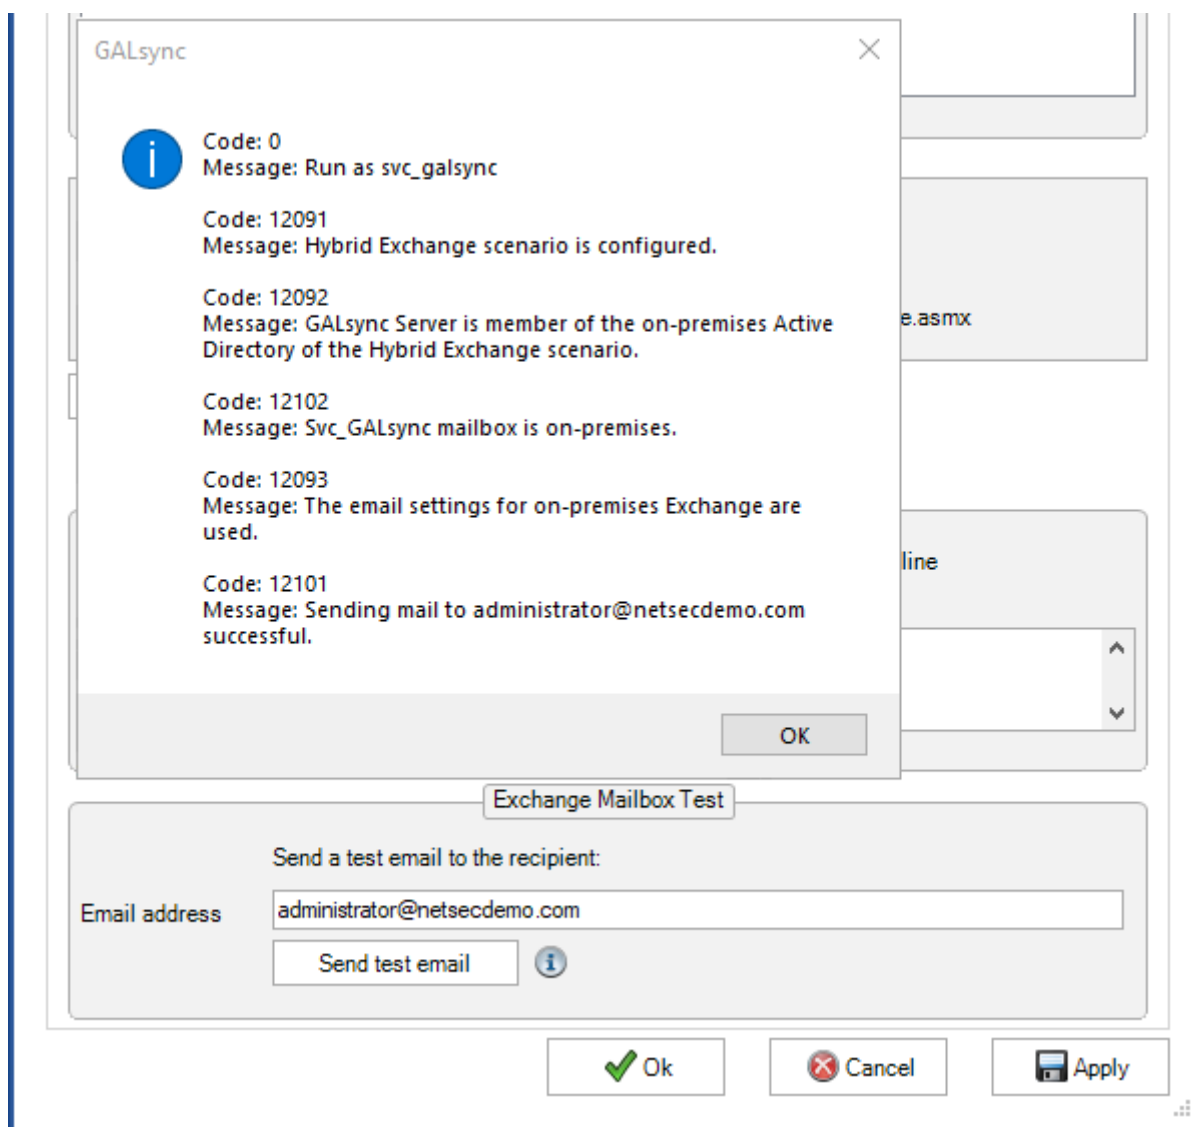 GALsync
Code: 0
Message: Run as svc_galsync
Code: 12091
Message: Hybrid Exchange scenario is configured.
Code: 12092
Message: GALsync Server is member of the on-premises Active
Directory of the Hybrid Exchange scenario.
Code: 12102
Message: Svc_GALsync mailbox is on-premises.
Code: 12093
Message: The email settings for on-premises Exchange are
used.
Code: 12101
Message: Sending mail to administrator@netsecdemo.com
successful.
OK
e.asmx
line
Exchange Mailbox Test
Send a test email to the recipient:
Email address
administrator@netsecdemo.com
Send test email
Ok
Cancel
Apply